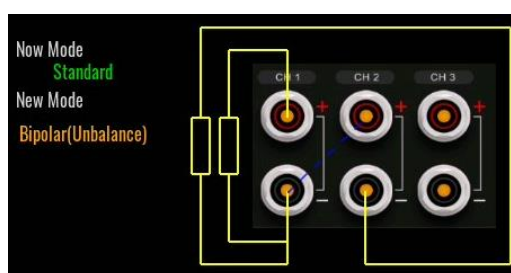 Now Mode
Standard
New Mode
Bipolar(Unbalance)
CH 1 CH 2 CH 3
+ + +
- - -